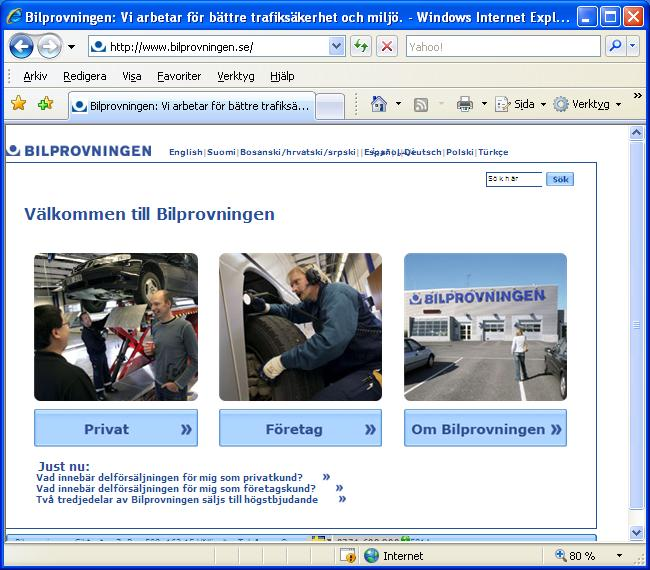 Bilprovningen: Vi arbetar för bättre trafiksäkerhet och miljö. - Windows Internet Expl...
http://www.bilprovningen.se/
Yahoo!
Arkiv Redigera Visa Favoriter Verktyg Hjälp
Bilprovningen: Vi arbetar för bättre trafiksä...
Sida Verktyg
BILPROVNINGEN
English|Suomi|Bosanski/hrvatski/srpski||Español|Deutsch|Polski|Türkçe
Sök här
Sök
Välkommen till Bilprovningen
BILPROVNINGEN
Privat
Företag
Om Bilprovningen
Just nu:
Vad innebär delförsäljningen för mig som privatkund?
Vad innebär delförsäljningen för mig som företagskund?
Två tredjedelar av Bilprovningen säljs till högstbjudande
Internet
80 %